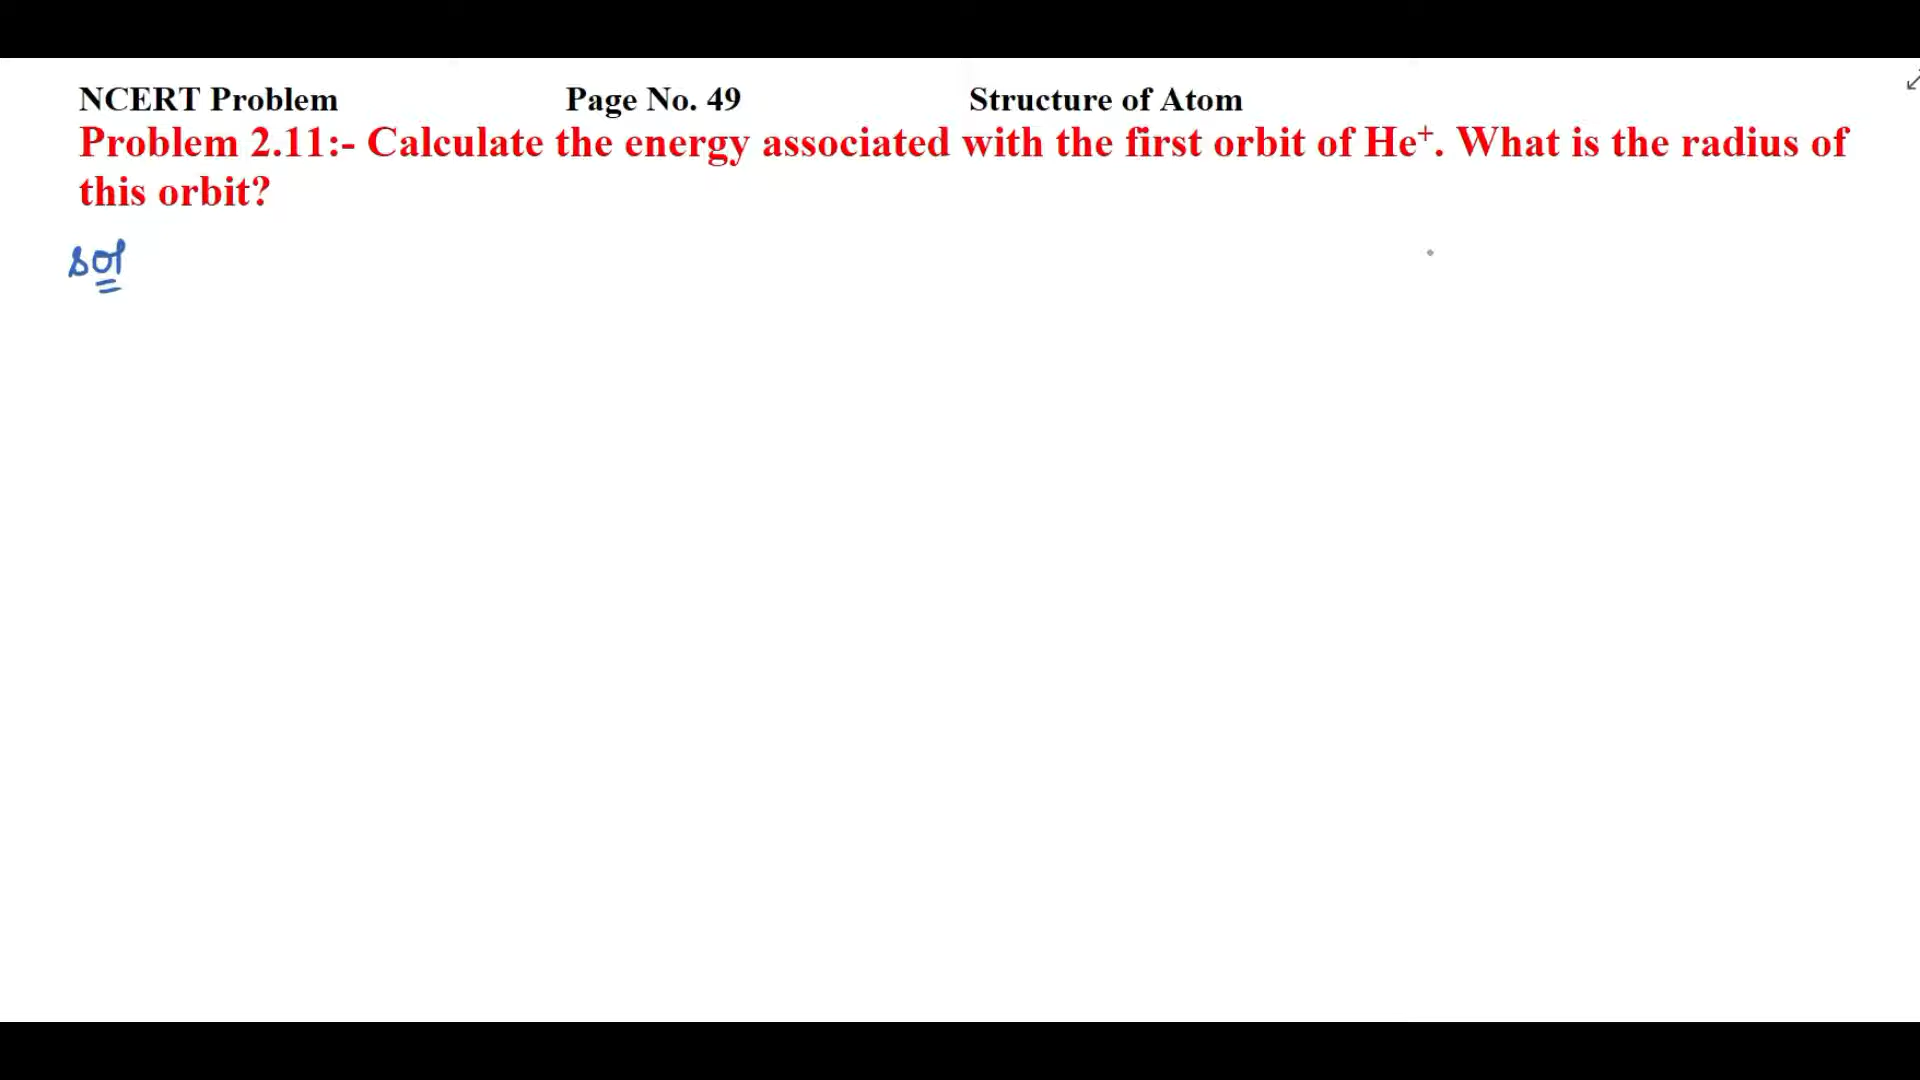 NCERT Problem Page No. 49 Structure of Atom
Problem 2.11:- Calculate the energy associated with the first orbit of He⁺. What is the radius of
this orbit?
Sol